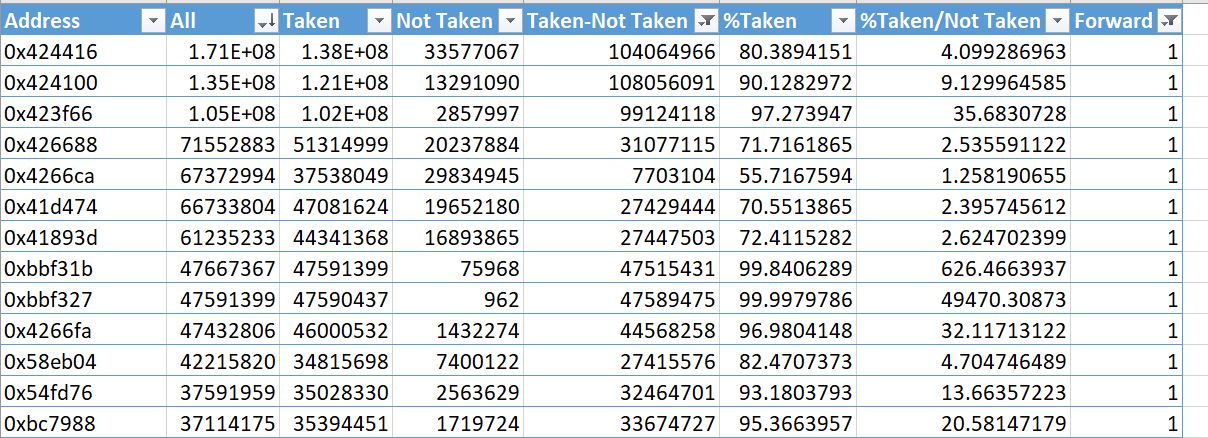 Address All Taken Not Taken Taken-Not Taken %Taken %Taken/Not Taken Forward
0x424416 1.71E+08 1.38E+08 33577067 104064966 80.3894151 4.099286963 1
0x424100 1.35E+08 1.21E+08 13291090 108056091 90.1282972 9.129964585 1
0x423f66 1.05E+08 1.02E+08 2857997 99124118 97.273947 35.6830728 1
0x426688 71552883 51314999 20237884 31077115 71.7161865 2.535591122 1
0x4266ca 67372994 37538049 29834945 7703104 55.7167594 1.258190655 1
0x41d474 66733804 47081624 19652180 27429444 70.5513865 2.395745612 1
0x41893d 61235233 44341368 16893865 27447503 72.4115282 2.624702399 1
0xbbf31b 47667367 47591399 75968 47515431 99.8406289 626.4663937 1
0xbbf327 47591399 47590437 962 47589475 99.9979786 49470.30873 1
0x4266fa 47432806 46000532 1432274 44568258 96.9804148 32.11713122 1
0x58eb04 42215820 34815698 7400122 27415576 82.4707373 4.704746489 1
0x54fd76 37591959 35028330 2563629 32464701 93.1803793 13.66357223 1
0xbc7988 37114175 35394451 1719724 33674727 95.3663957 20.58147179 1